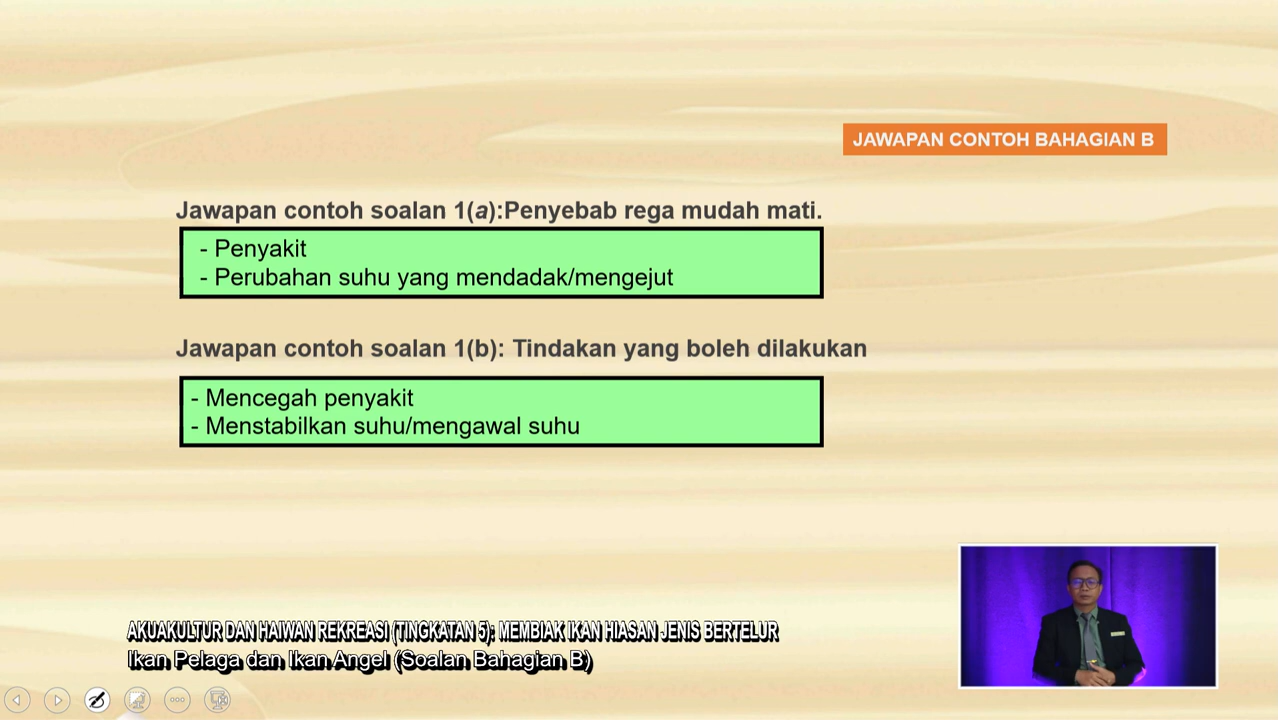 JAWAPAN CONTOH BAHAGIAN B
Jawapan contoh soalan 1(a):Penyebab rega mudah mati.
- Penyakit
- Perubahan suhu yang mendadak/mengejut
Jawapan contoh soalan 1(b): Tindakan yang boleh dilakukan
- Mencegah penyakit
- Menstabilkan suhu/mengawal suhu
AKUAKULTUR DAN HAIWAN REKREASI (TINGKATAN 5): MEMBIAK IKAN HIASAN JENIS BERTELUR
Ikan Pelaga dan Ikan Angel (Soalan Bahagian B)